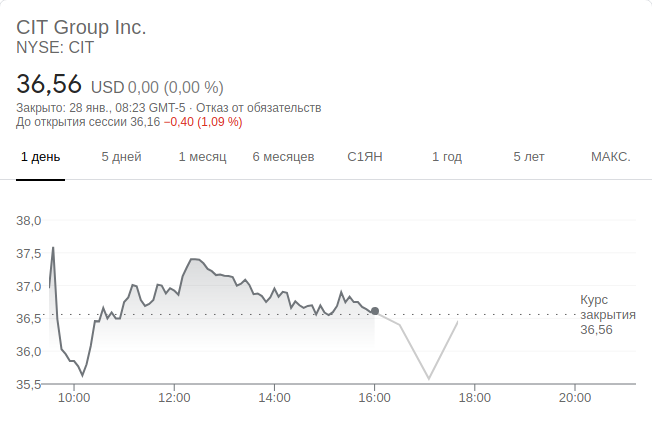 CIT Group Inc.
NYSE: CIT
36,56 USD 0,00 (0,00 %)
Закрыто: 28 янв., 08:23 GMT-5 · Отказ от обязательств
До открытия сессии 36,16 −0,40 (1,09 %)
1 день 5 дней 1 месяц 6 месяцев С1ЯН 1 год 5 лет МАКС.
38,0
37,5
37,0
36,5
36,0
35,5
Курс
закрытия
36,56
10:00 12:00 14:00 16:00 18:00 20:00